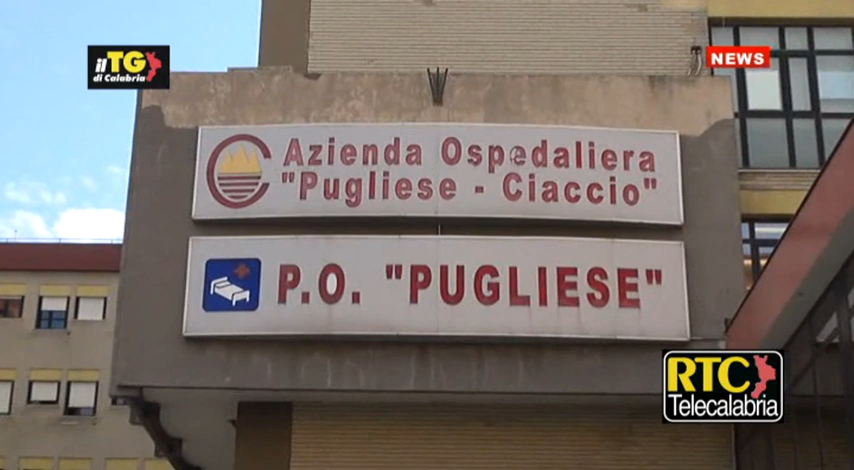 il TG
di Calabria
NEWS
Azienda Ospedaliera
"Pugliese - Ciaccio"
P.O. "PUGLIESE"
RTC
Telecalabria